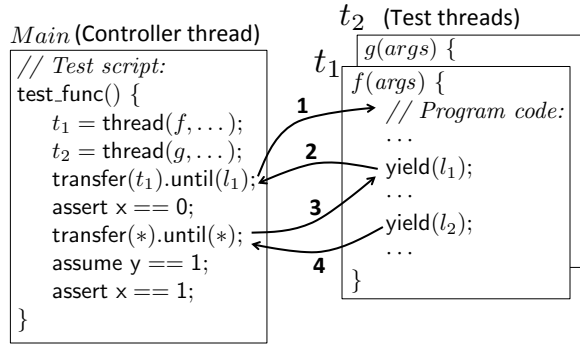 Main (Controller thread)
// Test script:
test_func() {
t₁ = thread(f, . . .);
t₂ = thread(g, . . .);
transfer(t₁).until(l₁);
assert x == 0;
transfer(∗).until(∗);
assume y == 1;
assert x == 1;
}
1
2
3
4
t₂ (Test threads)
g(args) {
t₁
f(args) {
// Program code:
. . .
yield(l₁);
. . .
yield(l₂);
. . .
}